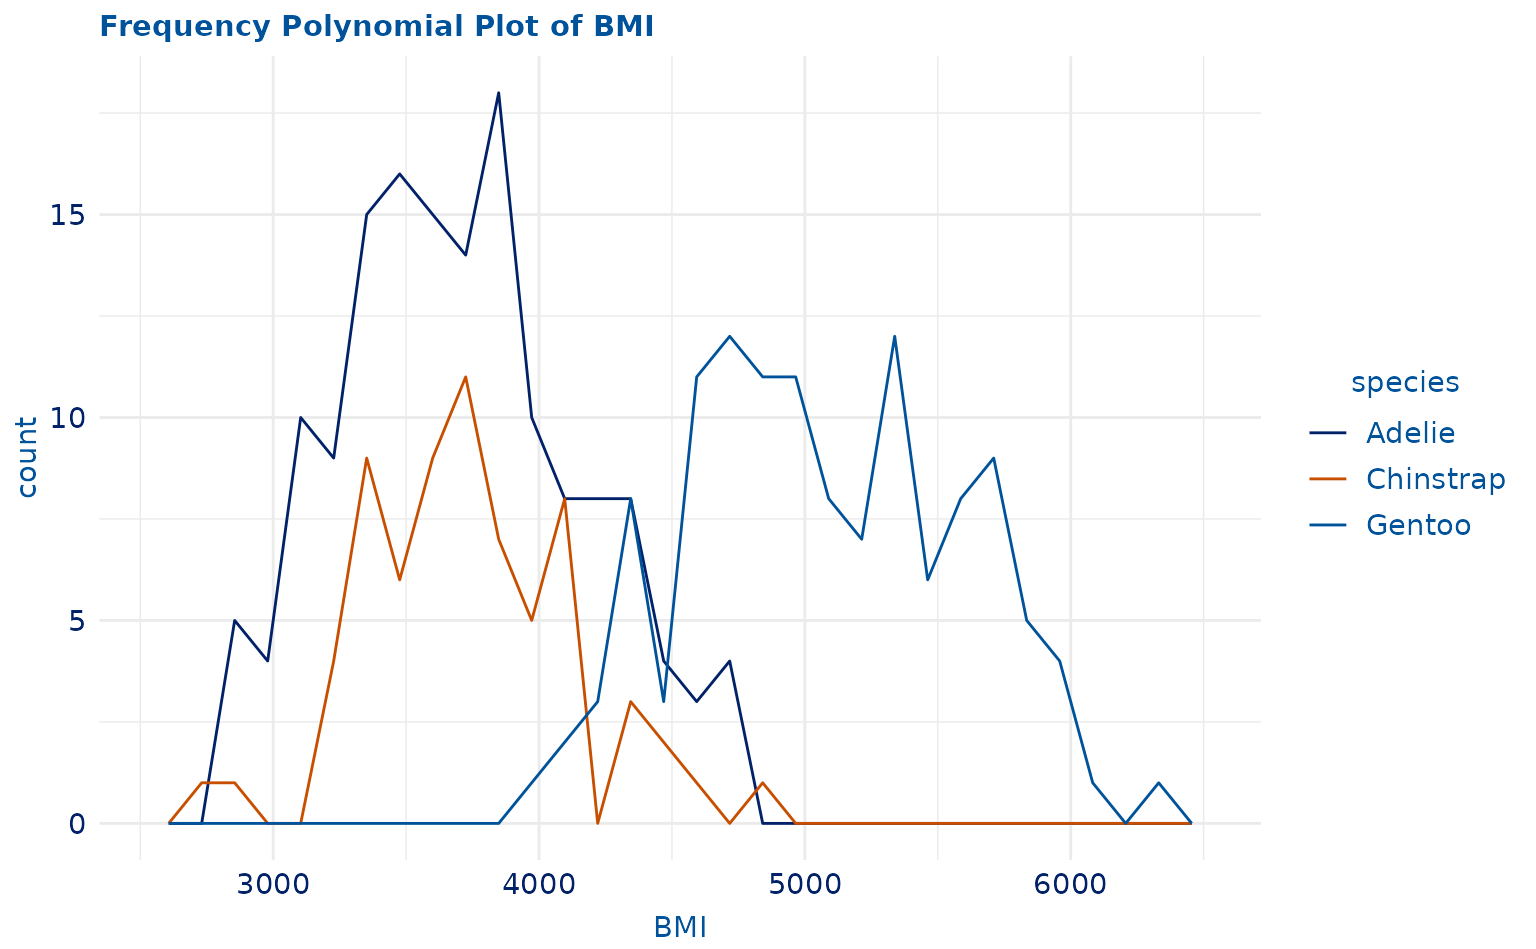 Frequency Polynomial Plot of BMI
15
10
5
0
count
3000 4000 5000 6000
BMI
species
Adelie
Chinstrap
Gentoo